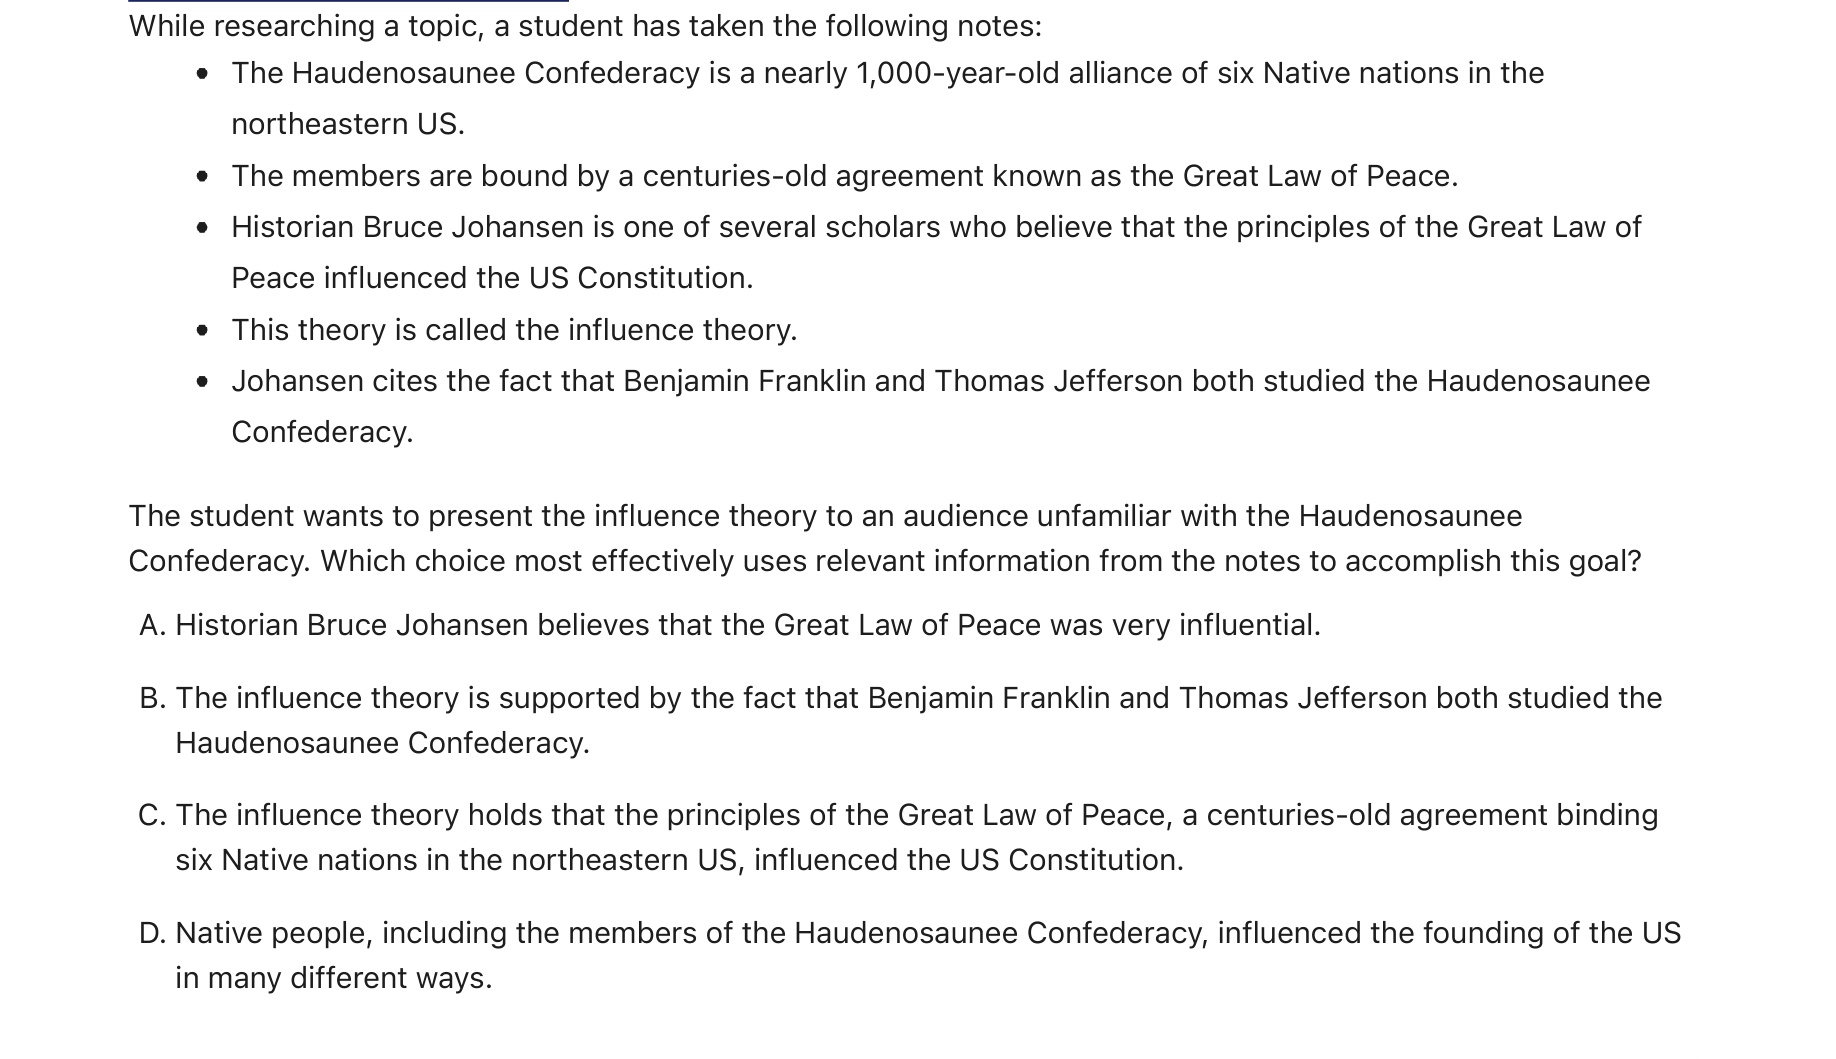 While researching a topic, a student has taken the following notes:
• The Haudenosaunee Confederacy is a nearly 1,000-year-old alliance of six Native nations in the
northeastern US.
• The members are bound by a centuries-old agreement known as the Great Law of Peace.
• Historian Bruce Johansen is one of several scholars who believe that the principles of the Great Law of
Peace influenced the US Constitution.
• This theory is called the influence theory.
• Johansen cites the fact that Benjamin Franklin and Thomas Jefferson both studied the Haudenosaunee
Confederacy.
The student wants to present the influence theory to an audience unfamiliar with the Haudenosaunee
Confederacy. Which choice most effectively uses relevant information from the notes to accomplish this goal?
A. Historian Bruce Johansen believes that the Great Law of Peace was very influential.
B. The influence theory is supported by the fact that Benjamin Franklin and Thomas Jefferson both studied the
Haudenosaunee Confederacy.
C. The influence theory holds that the principles of the Great Law of Peace, a centuries-old agreement binding
six Native nations in the northeastern US, influenced the US Constitution.
D. Native people, including the members of the Haudenosaunee Confederacy, influenced the founding of the US
in many different ways.